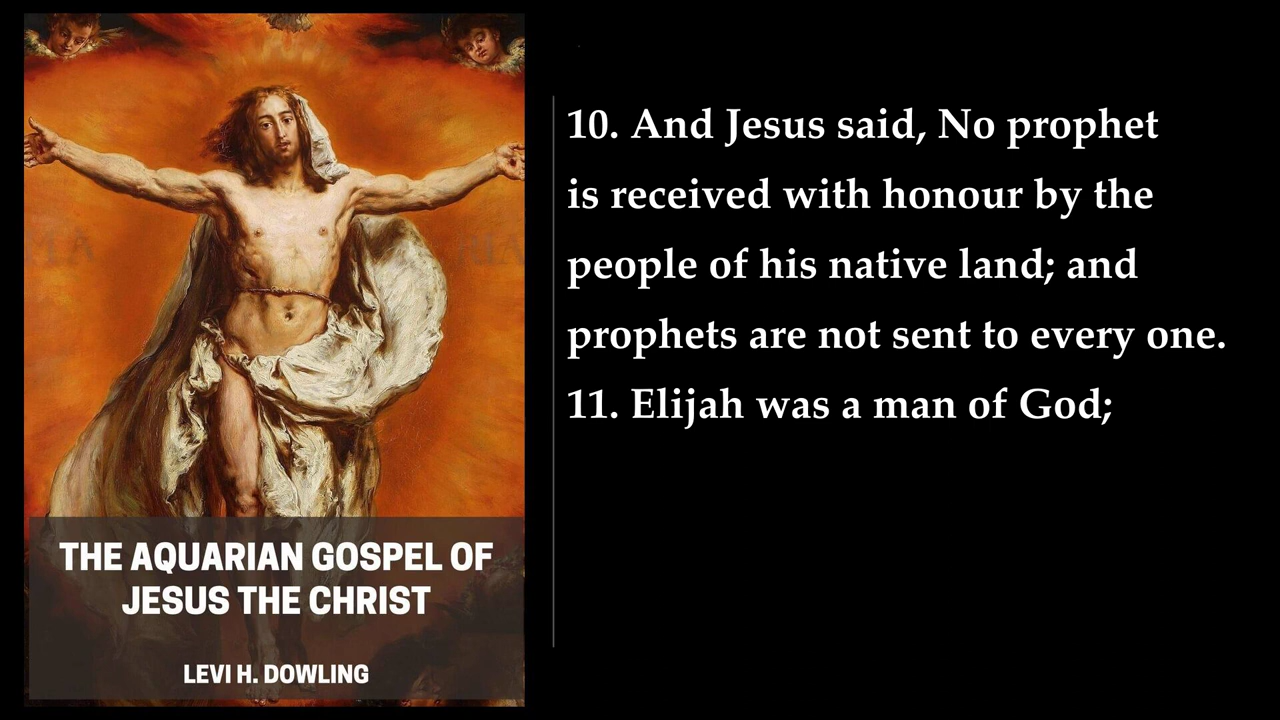 THE AQUARIAN GOSPEL OF
JESUS THE CHRIST
LEVI H. DOWLING
10. And Jesus said, No prophet
is received with honour by the
people of his native land; and
prophets are not sent to every one.
11. Elijah was a man of God;